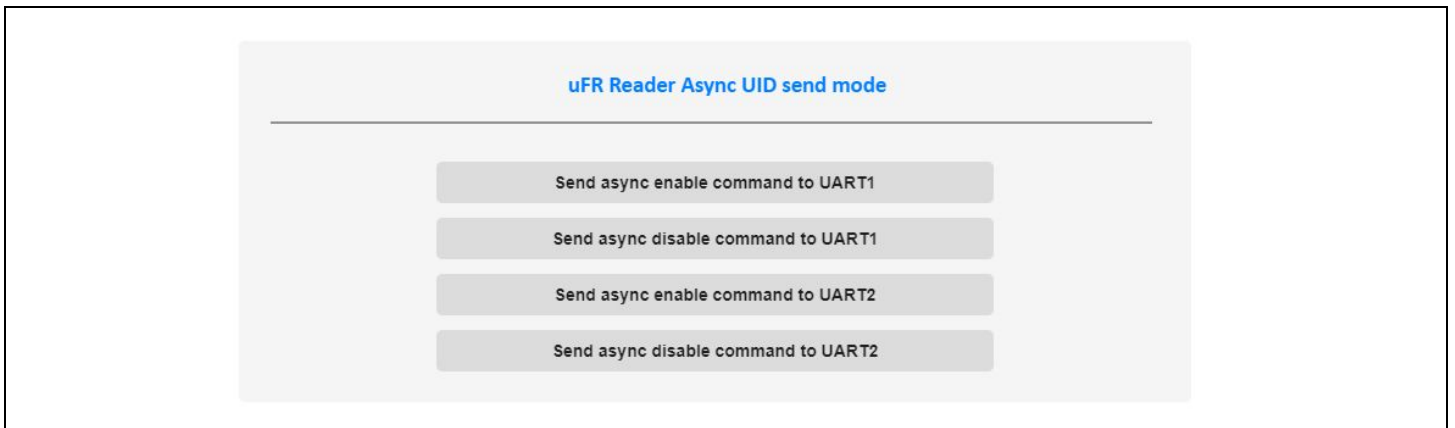 uFR Reader Async UID send mode
Send async enable command to UART1
Send async disable command to UART1
Send async enable command to UART2
Send async disable command to UART2